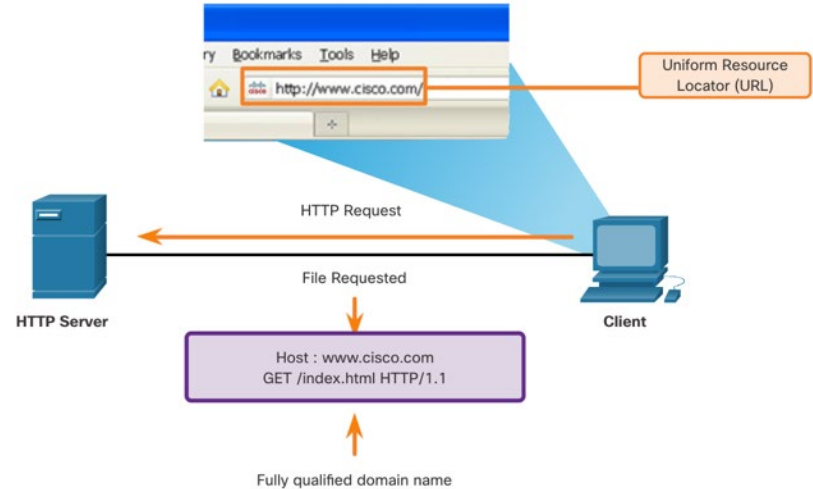 ry Bookmarks Tools Help
cisco http://www.cisco.com/
Uniform Resource
Locator (URL)
HTTP Request
File Requested
HTTP Server
Client
Host : www.cisco.com
GET /index.html HTTP/1.1
Fully qualified domain name